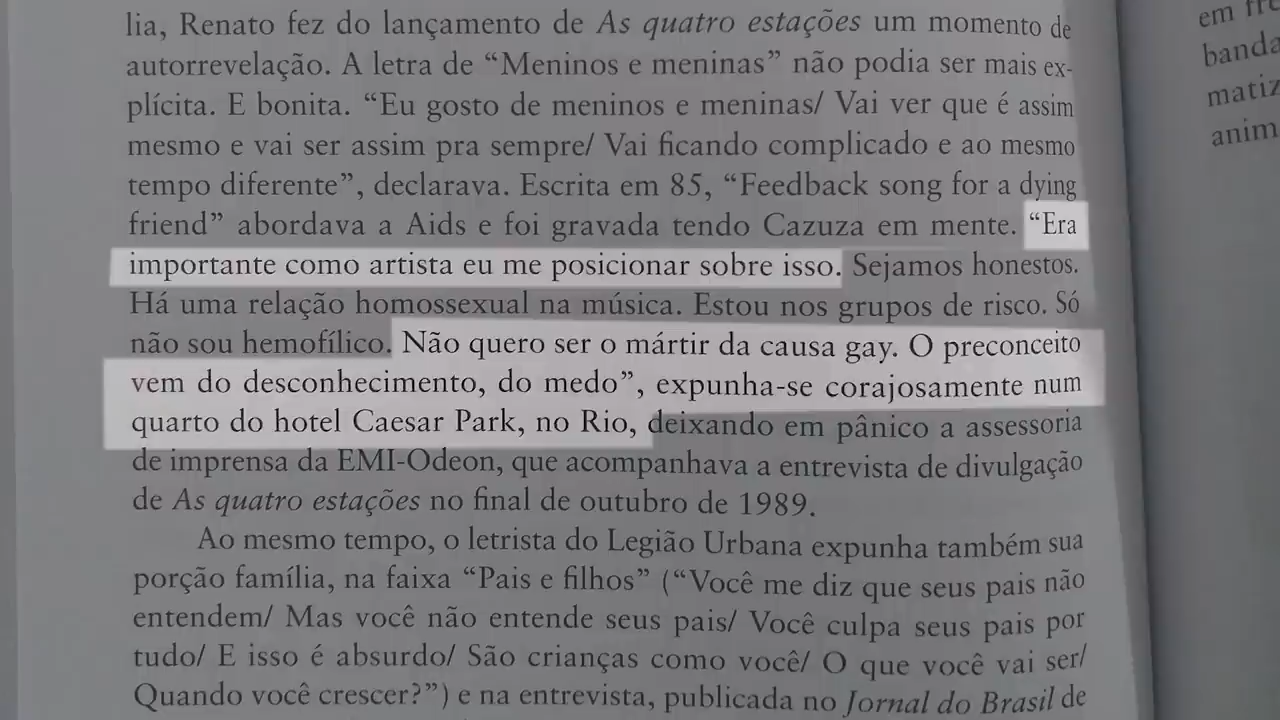 lia, Renato fez do lançamento de As quatro estações um momento de
autorrevelação. A letra de “Meninos e meninas” não podia ser mais ex-
plícita. E bonita. “Eu gosto de meninos e meninas/ Vai ver que é assim
mesmo e vai ser assim pra sempre/ Vai ficando complicado e ao mesmo
tempo diferente”, declarava. Escrita em 85, “Feedback song for a dying
friend” abordava a Aids e foi gravada tendo Cazuza em mente. “Era
importante como artista eu me posicionar sobre isso. Sejamos honestos.
Há uma relação homossexual na música. Estou nos grupos de risco. Só
não sou hemofílico. Não quero ser o mártir da causa gay. O preconceito
vem do desconhecimento, do medo”, expunha-se corajosamente num
quarto do hotel Caesar Park, no Rio, deixando em pânico a assessoria
de imprensa da EMI-Odeon, que acompanhava a entrevista de divulgação
de As quatro estações no final de outubro de 1989.
Ao mesmo tempo, o letrista do Legião Urbana expunha também sua
porção família, na faixa “Pais e filhos” (“Você me diz que seus pais não
entendem/ Mas você não entende seus pais/ Você culpa seus pais por
tudo/ E isso é absurdo/ São crianças como você/ O que você vai ser/
Quando você crescer?”) e na entrevista, publicada no Jornal do Brasil de
em fre
banda
matiz
anim